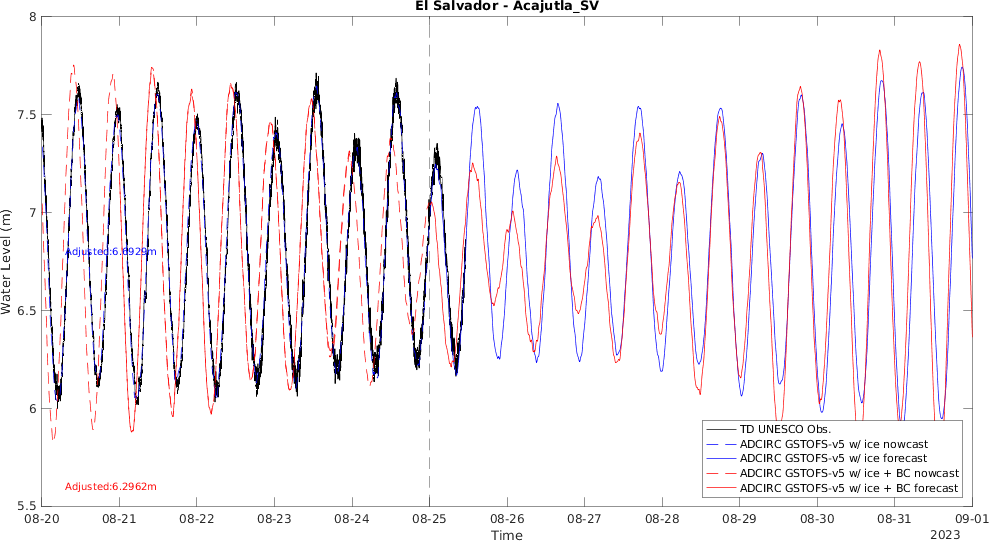 El Salvador - Acajutla_SV
8
7.5
7
6.5
6
5.5
Water Level (m)
Adjusted:6.6929m
Adjusted:6.2962m
TD UNESCO Obs.
ADCIRC GSTOFS-v5 w/ ice nowcast
ADCIRC GSTOFS-v5 w/ ice forecast
ADCIRC GSTOFS-v5 w/ ice + BC nowcast
ADCIRC GSTOFS-v5 w/ ice + BC forecast
08-20 08-21 08-22 08-23 08-24 08-25 08-26 08-27 08-28 08-29 08-30 08-31 09-01
Time
2023